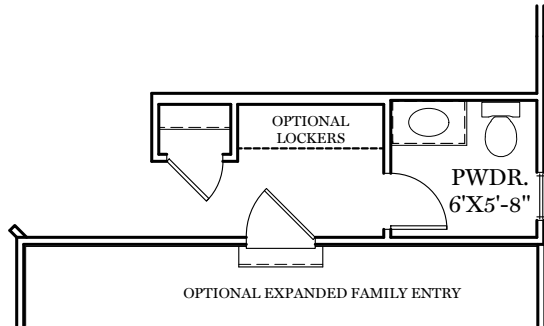 OPTIONAL
LOCKERS
PWDR.
6'X5'-8"
OPTIONAL EXPANDED FAMILY ENTRY